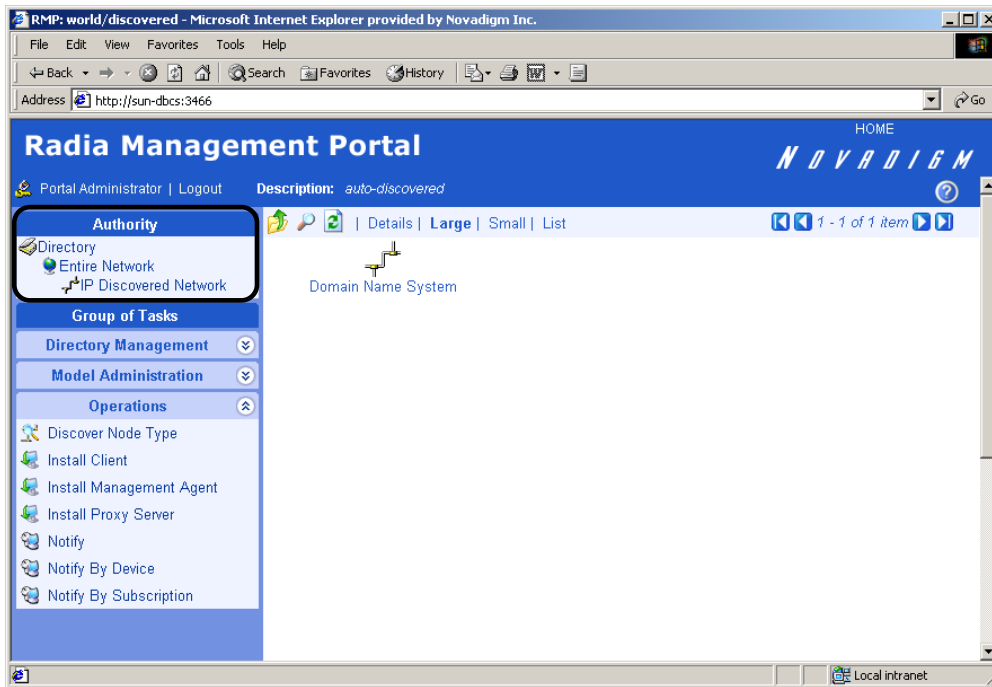 RMP: world/discovered - Microsoft Internet Explorer provided by Novadigm Inc.
File Edit View Favorites Tools Help
Back Search Favorites History
Address http://sun-dbcs:3466 Go
Radia Management Portal
HOME
NOVADIGM
Portal Administrator | Logout Description: auto-discovered
Authority
Directory
Entire Network
IP Discovered Network
Group of Tasks
Directory Management
Model Administration
Operations
Discover Node Type
Install Client
Install Management Agent
Install Proxy Server
Notify
Notify By Device
Notify By Subscription
| Details | Large | Small | List 1 - 1 of 1 item
Domain Name System
Local intranet